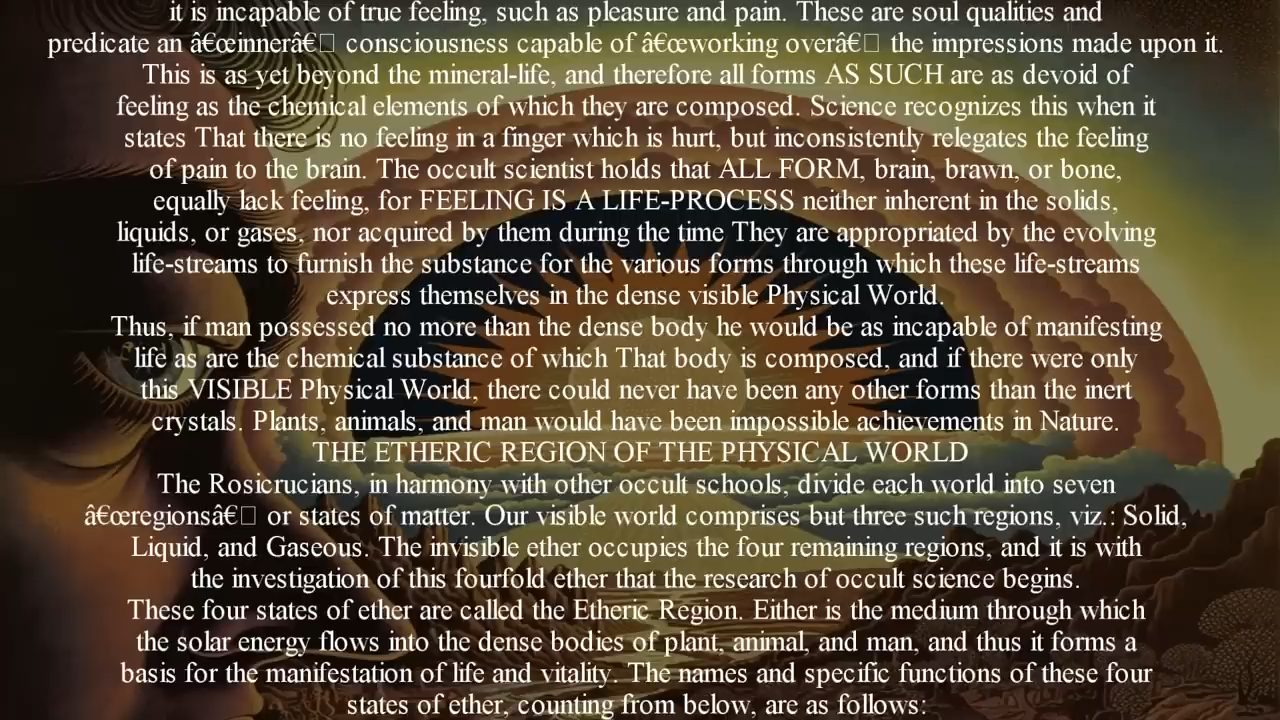 it is incapable of true feeling, such as pleasure and pain. These are soul qualities and
predicate an â€œinnerâ€□ consciousness capable of â€œworking overâ€□ the impressions made upon it.
This is as yet beyond the mineral-life, and therefore all forms AS SUCH are as devoid of
feeling as the chemical elements of which they are composed. Science recognizes this when it
states That there is no feeling in a finger which is hurt, but inconsistently relegates the feeling
of pain to the brain. The occult scientist holds that ALL FORM, brain, brawn, or bone,
equally lack feeling, for FEELING IS A LIFE-PROCESS neither inherent in the solids,
liquids, or gases, nor acquired by them during the time They are appropriated by the evolving
life-streams to furnish the substance for the various forms through which these life-streams
express themselves in the dense visible Physical World.
Thus, if man possessed no more than the dense body he would be as incapable of manifesting
life as are the chemical substance of which That body is composed, and if there were only
this VISIBLE Physical World, there could never have been any other forms than the inert
crystals. Plants, animals, and man would have been impossible achievements in Nature.
THE ETHERIC REGION OF THE PHYSICAL WORLD
The Rosicrucians, in harmony with other occult schools, divide each world into seven
â€œregionsâ€□ or states of matter. Our visible world comprises but three such regions, viz.: Solid,
Liquid, and Gaseous. The invisible ether occupies the four remaining regions, and it is with
the investigation of this fourfold ether that the research of occult science begins.
These four states of ether are called the Etheric Region. Either is the medium through which
the solar energy flows into the dense bodies of plant, animal, and man, and thus it forms a
basis for the manifestation of life and vitality. The names and specific functions of these four
states of ether, counting from below, are as follows: